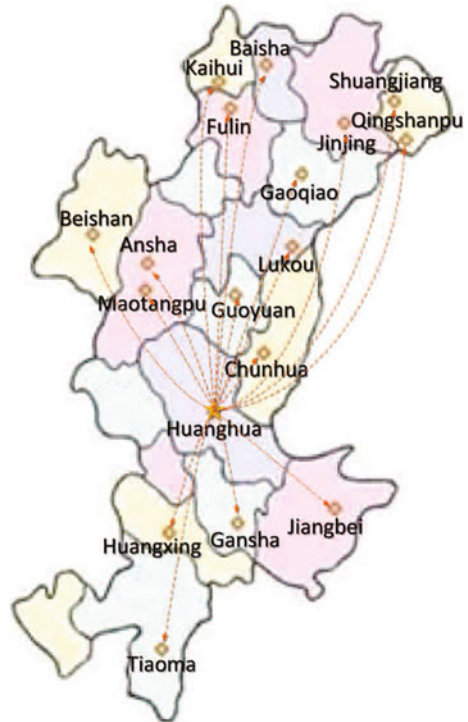 Baisha
Kaihui
Shuangjiang
Fulin
Qingshanpu
Jinjing
Gaoqiao
Beishan
Ansha
Lukou
Maotangpu
Guoyuan
Chunhua
Huanghua
Huangxing
Gansha
Jiangbei
Tiaoma